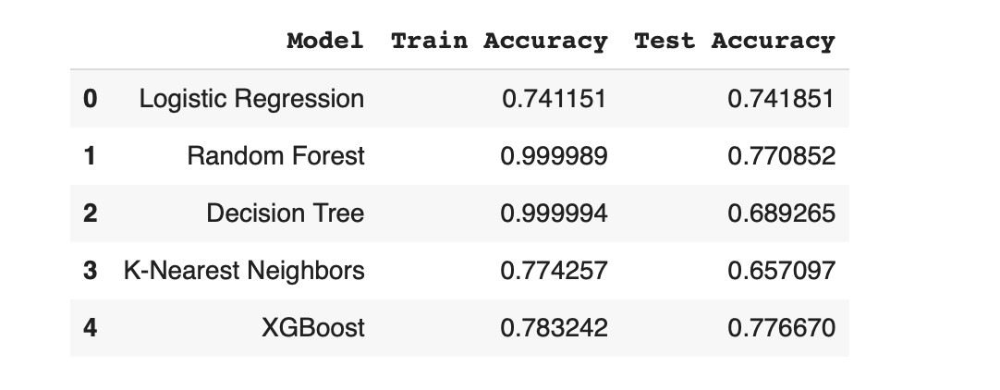 Model Train Accuracy Test Accuracy
0 Logistic Regression 0.741151 0.741851
1 Random Forest 0.999989 0.770852
2 Decision Tree 0.999994 0.689265
3 K-Nearest Neighbors 0.774257 0.657097
4 XGBoost 0.783242 0.776670